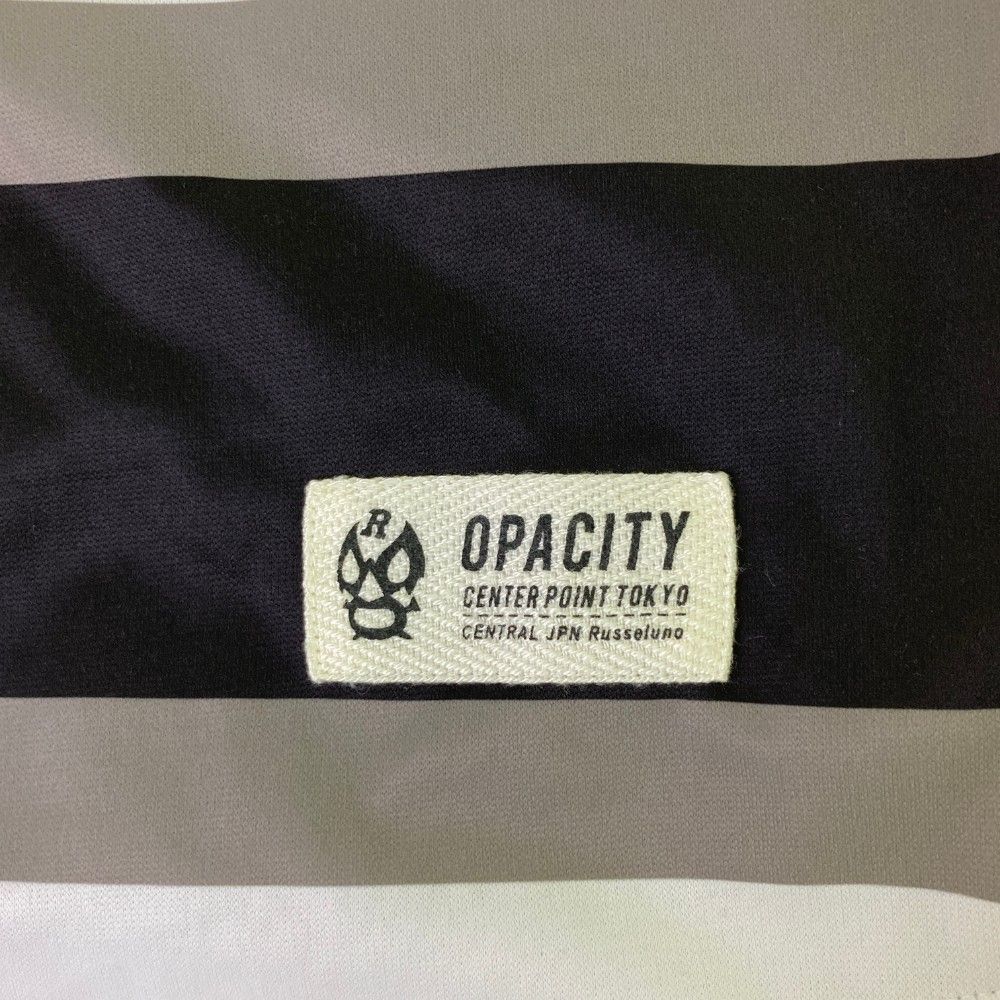 R
OPACITY
CENTER POINT TOKYO
CENTRAL JPN Russeluno